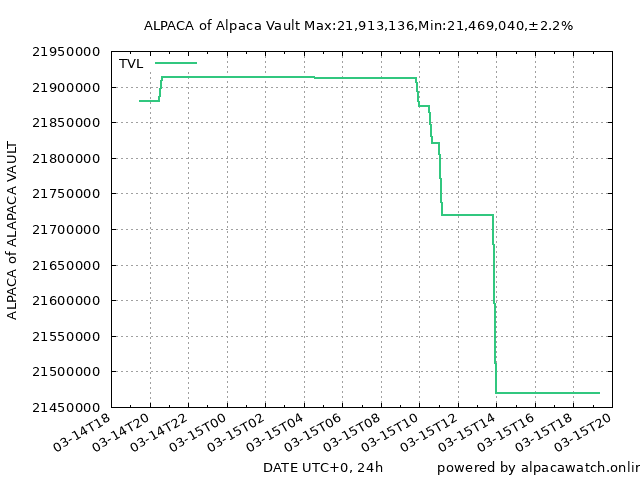 ALPACA of Alpaca Vault Max:21,913,136,Min:21,469,040,±2.2%
TVL
21950000
21900000
21850000
21800000
21750000
21700000
21650000
21600000
21550000
21500000
21450000
ALPACA of ALAPACA VAULT
03-14T18
03-14T20
03-14T22
03-15T00
03-15T02
03-15T04
03-15T06
03-15T08
03-15T10
03-15T12
03-15T14
03-15T16
03-15T18
03-15T20
DATE UTC+0, 24h
powered by alpacawatch.onlin